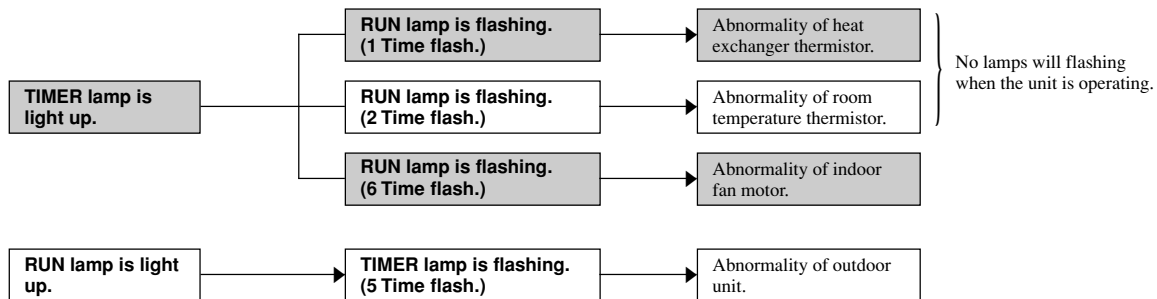 RUN lamp is flashing.
(1 Time flash.)
Abnormality of heat
exchanger thermistor.
No lamps will flashing
when the unit is operating.
TIMER lamp is
light up.
RUN lamp is flashing.
(2 Time flash.)
Abnormality of room
temperature thermistor.
RUN lamp is flashing.
(6 Time flash.)
Abnormality of indoor
fan motor.
RUN lamp is light
up.
TIMER lamp is flashing.
(5 Time flash.)
Abnormality of outdoor
unit.